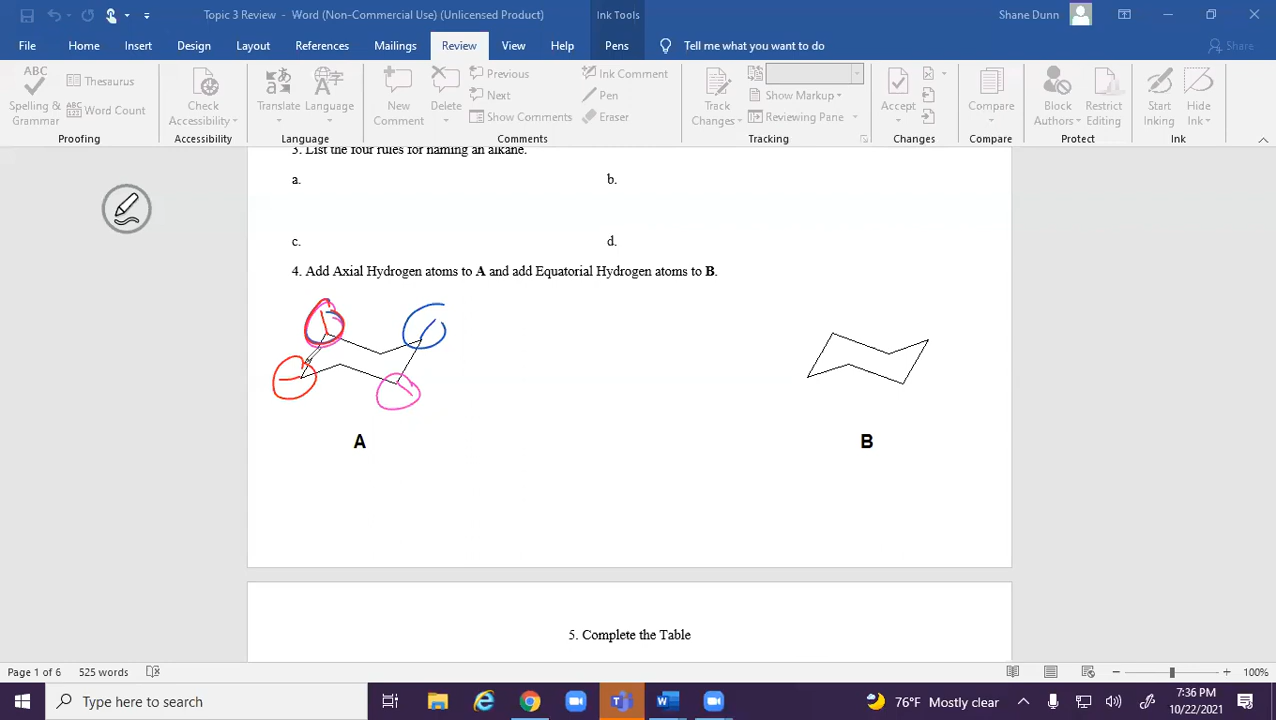 Topic 3 Review - Word (Non-Commercial Use) (Unlicensed Product)
Ink Tools
Shane Dunn
File Home Insert Design Layout References Mailings Review View Help Pens Tell me what you want to do Share
ABC
Spelling & Grammar
Thesaurus
ABC 123 Word Count
Check Accessibility
Translate
Language
New Comment
Delete
Previous
Next
Show Comments
Ink Comment
Pen
Eraser
Track Changes
Show Markup
Reviewing Pane
Accept
Compare
Block Authors
Restrict Editing
Start Inking
Hide Ink
Proofing Accessibility Language Comments Tracking Changes Compare Protect Ink
3. List the four rules for naming an alkane.
a. b.
c. d.
4. Add Axial Hydrogen atoms to A and add Equatorial Hydrogen atoms to B.
A B
5. Complete the Table
Page 1 of 6 525 words 100%
Type here to search
76°F Mostly clear
7:36 PM
10/22/2021